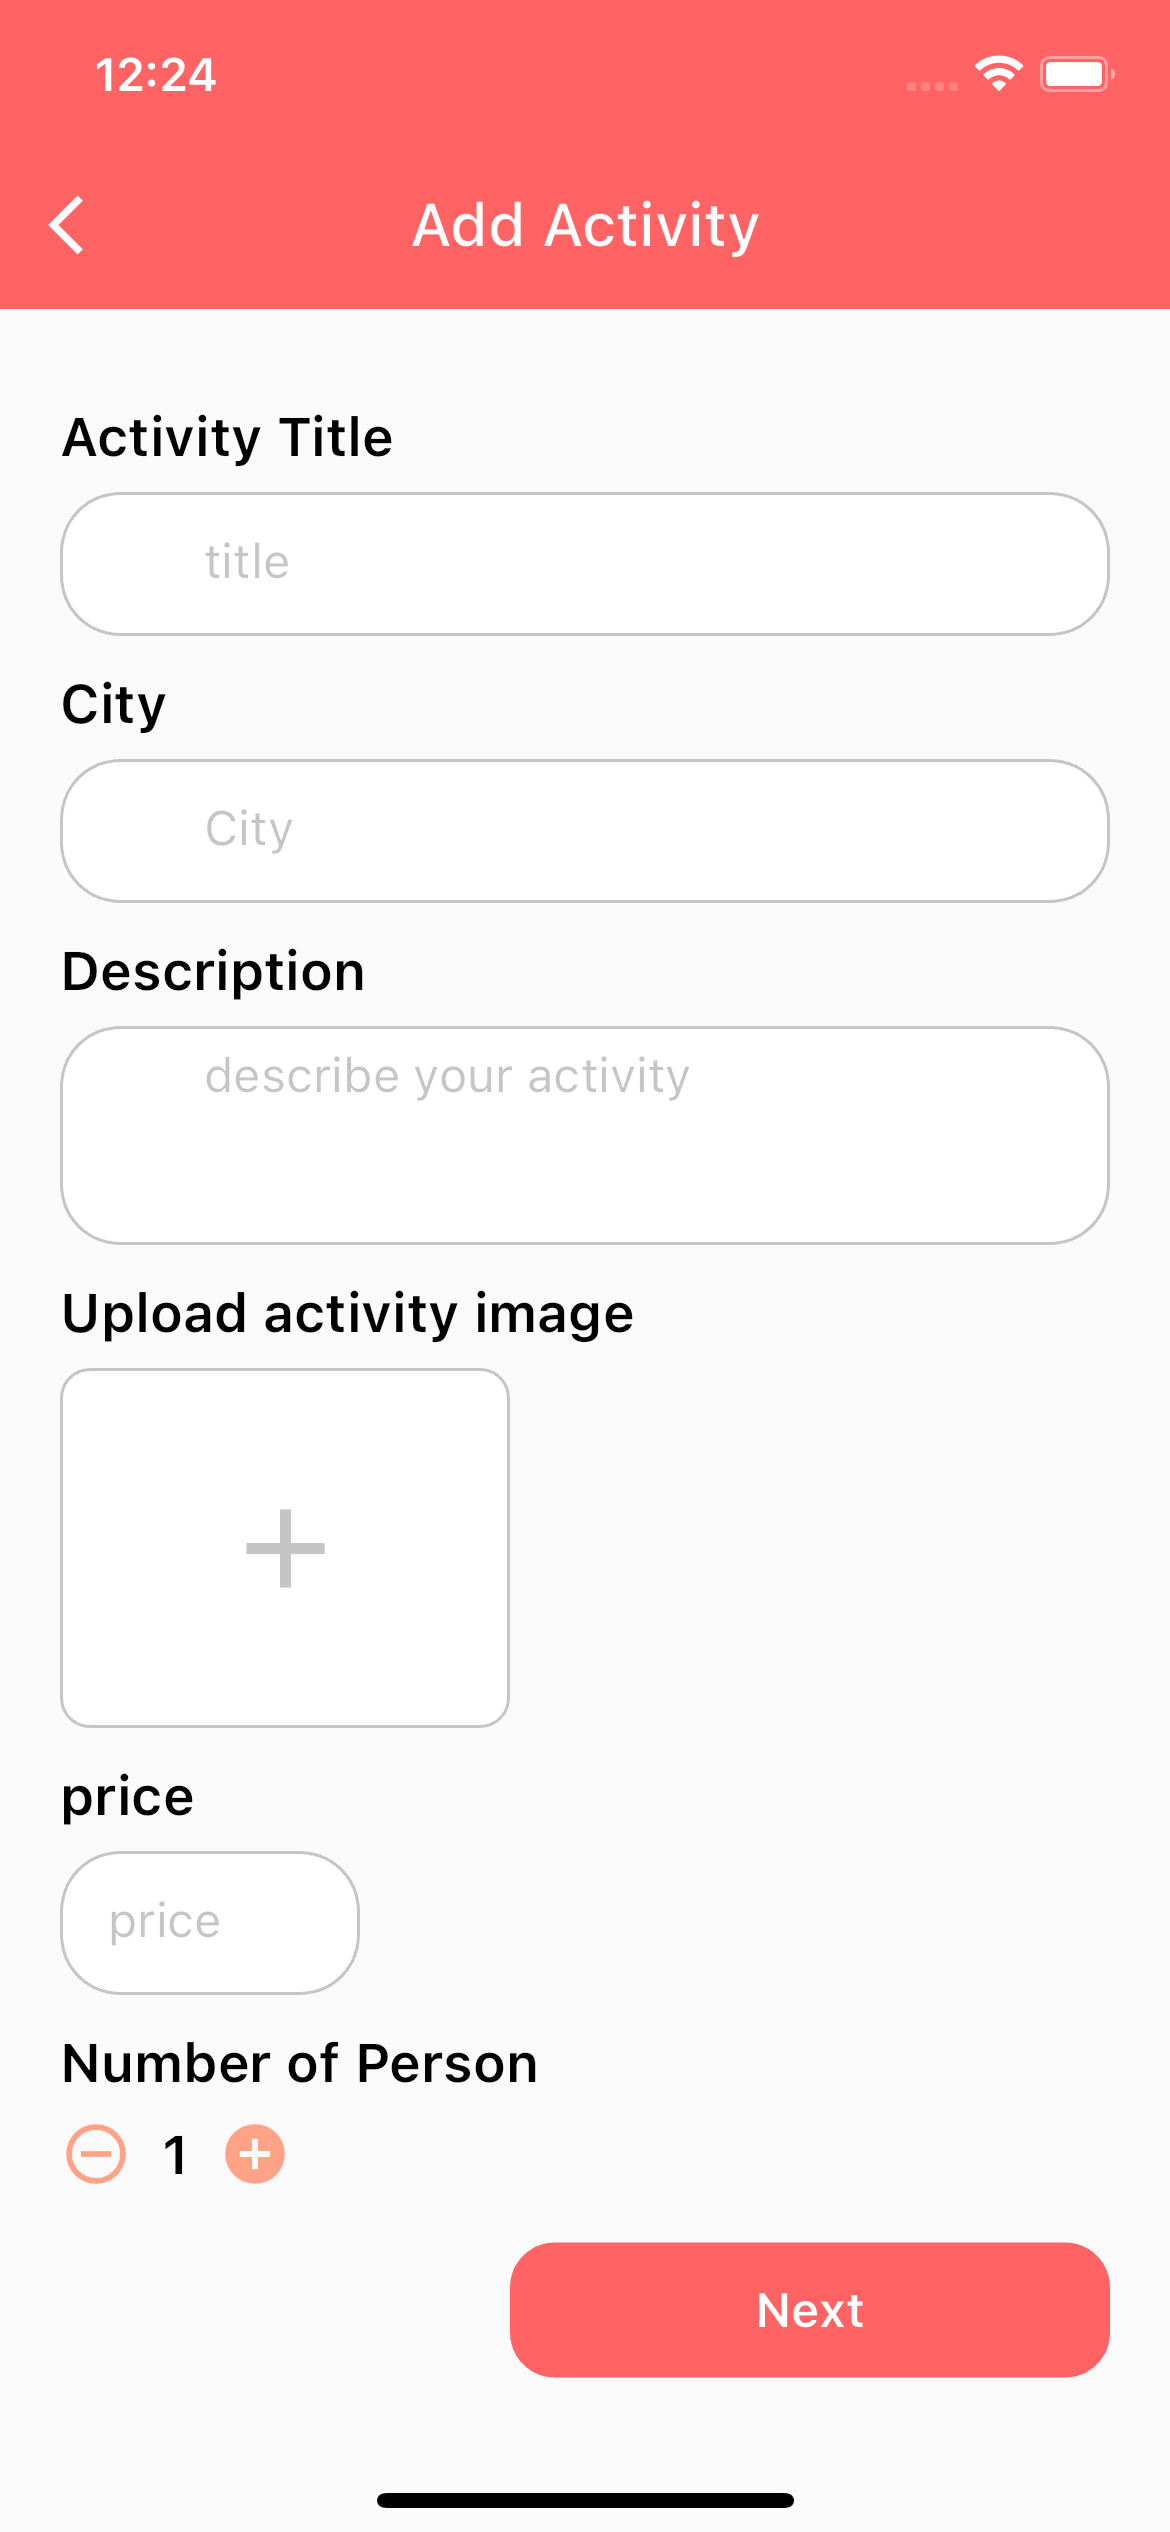 12:24
Add Activity
Activity Title
title
City
City
Description
describe your activity
Upload activity image
price
price
Number of Person
1
Next